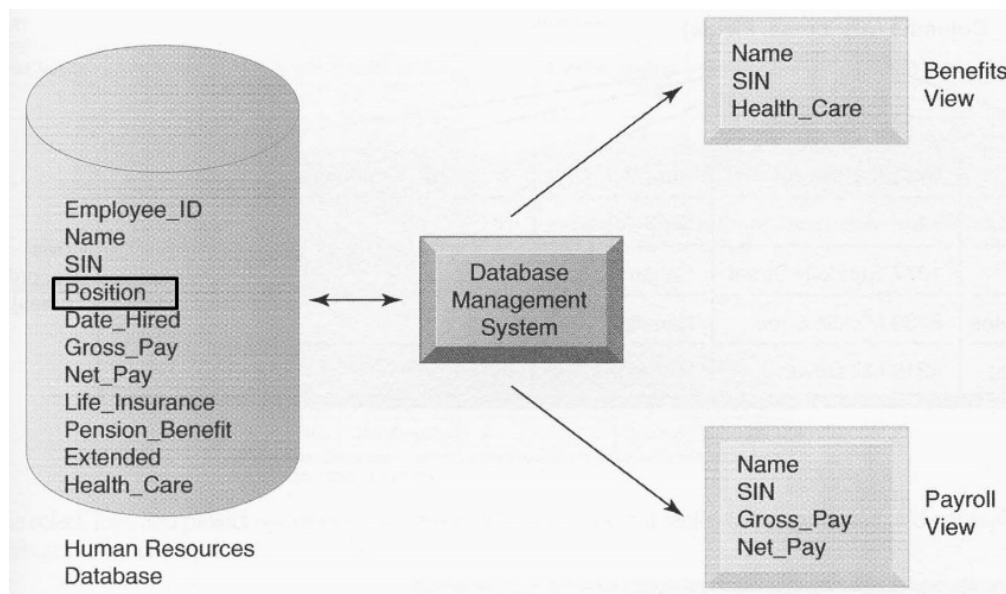 Employee_ID
Name
SIN
Position
Date_Hired
Gross_Pay
Net_Pay
Life_Insurance
Pension_Benefit
Extended
Health_Care
Human Resources
Database
Database
Management
System
Name
SIN
Health_Care
Benefits
View
Name
SIN
Gross_Pay
Net_Pay
Payroll
View